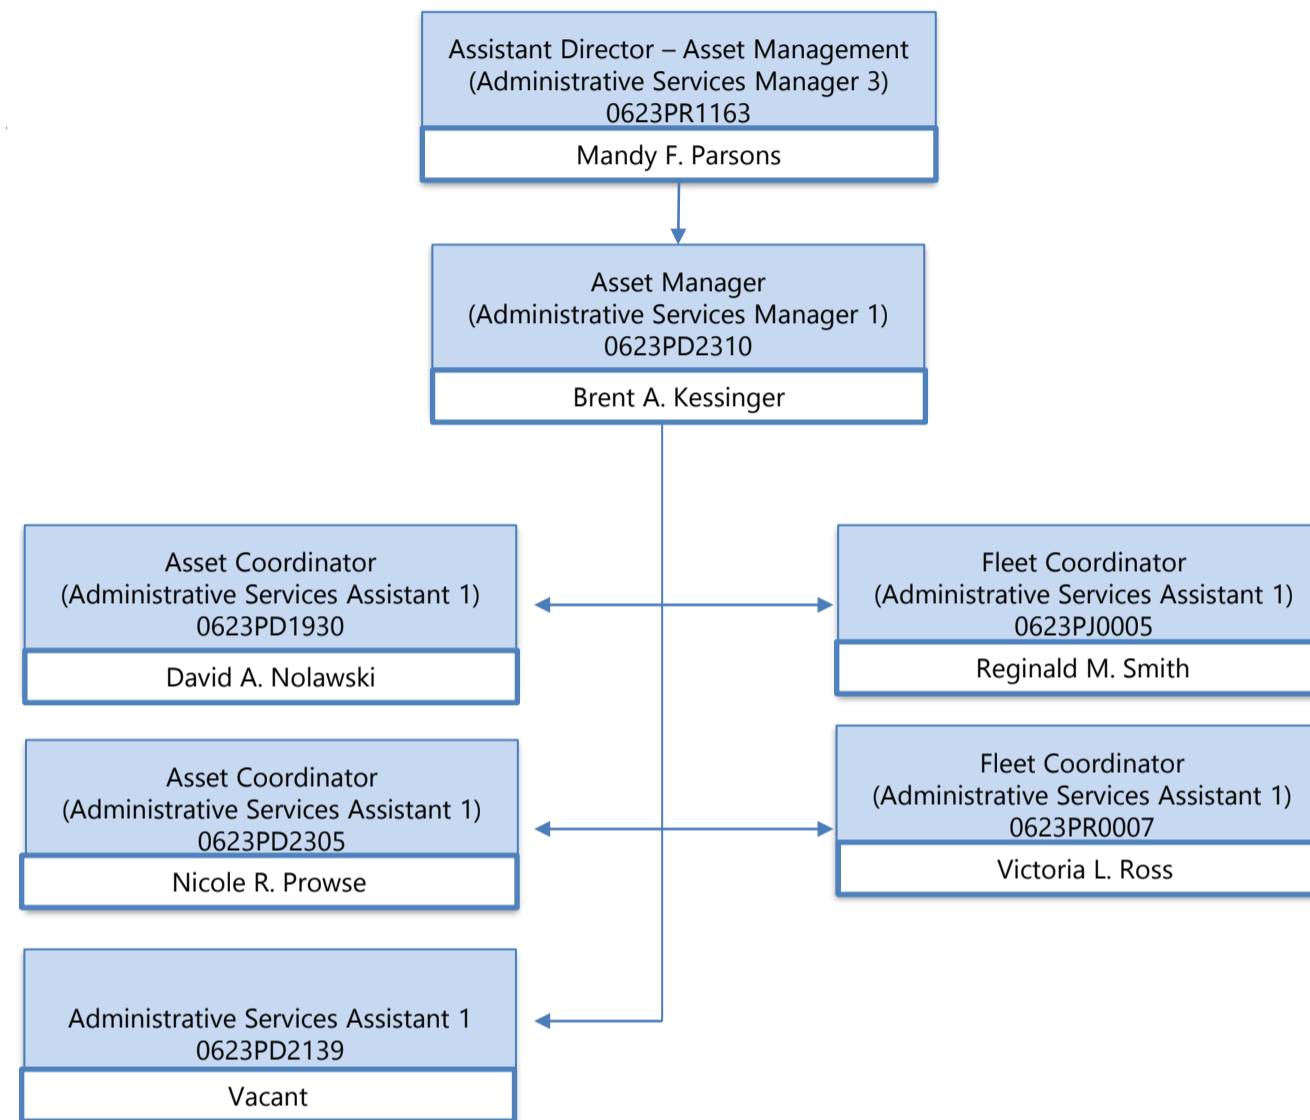 Assistant Director – Asset Management
(Administrative Services Manager 3)
0623PR1163
Mandy F. Parsons
Asset Manager
(Administrative Services Manager 1)
0623PD2310
Brent A. Kessinger
Asset Coordinator
(Administrative Services Assistant 1)
0623PD1930
David A. Nolawski
Fleet Coordinator
(Administrative Services Assistant 1)
0623PJ0005
Reginald M. Smith
Asset Coordinator
(Administrative Services Assistant 1)
0623PD2305
Nicole R. Prowse
Fleet Coordinator
(Administrative Services Assistant 1)
0623PR0007
Victoria L. Ross
Administrative Services Assistant 1
0623PD2139
Vacant